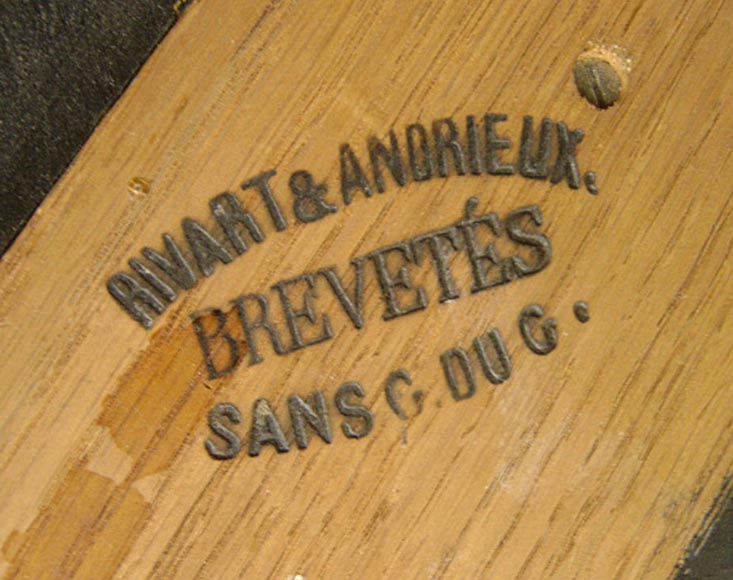 RIVART & ANDRIEUX.
BREVETÉS
SANS G. DU G.